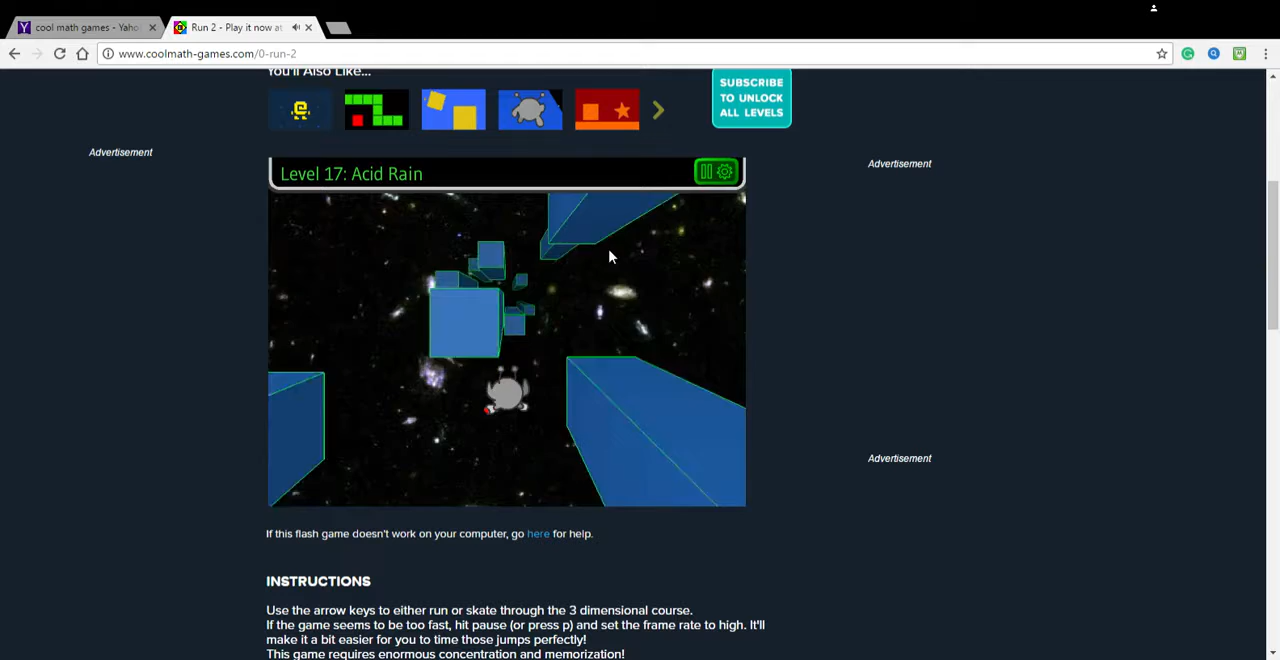 cool math games - Yaho
Run 2 - Play it now at
www.coolmath-games.com/0-run-2
You'll Also Like...
SUBSCRIBE
TO UNLOCK
ALL LEVELS
Advertisement
Advertisement
Level 17: Acid Rain
Advertisement
If this flash game doesn't work on your computer, go here for help.
INSTRUCTIONS
Use the arrow keys to either run or skate through the 3 dimensional course.
If the game seems to be too fast, hit pause (or press p) and set the frame rate to high. It'll
make it a bit easier for you to time those jumps perfectly!
This game requires enormous concentration and memorization!